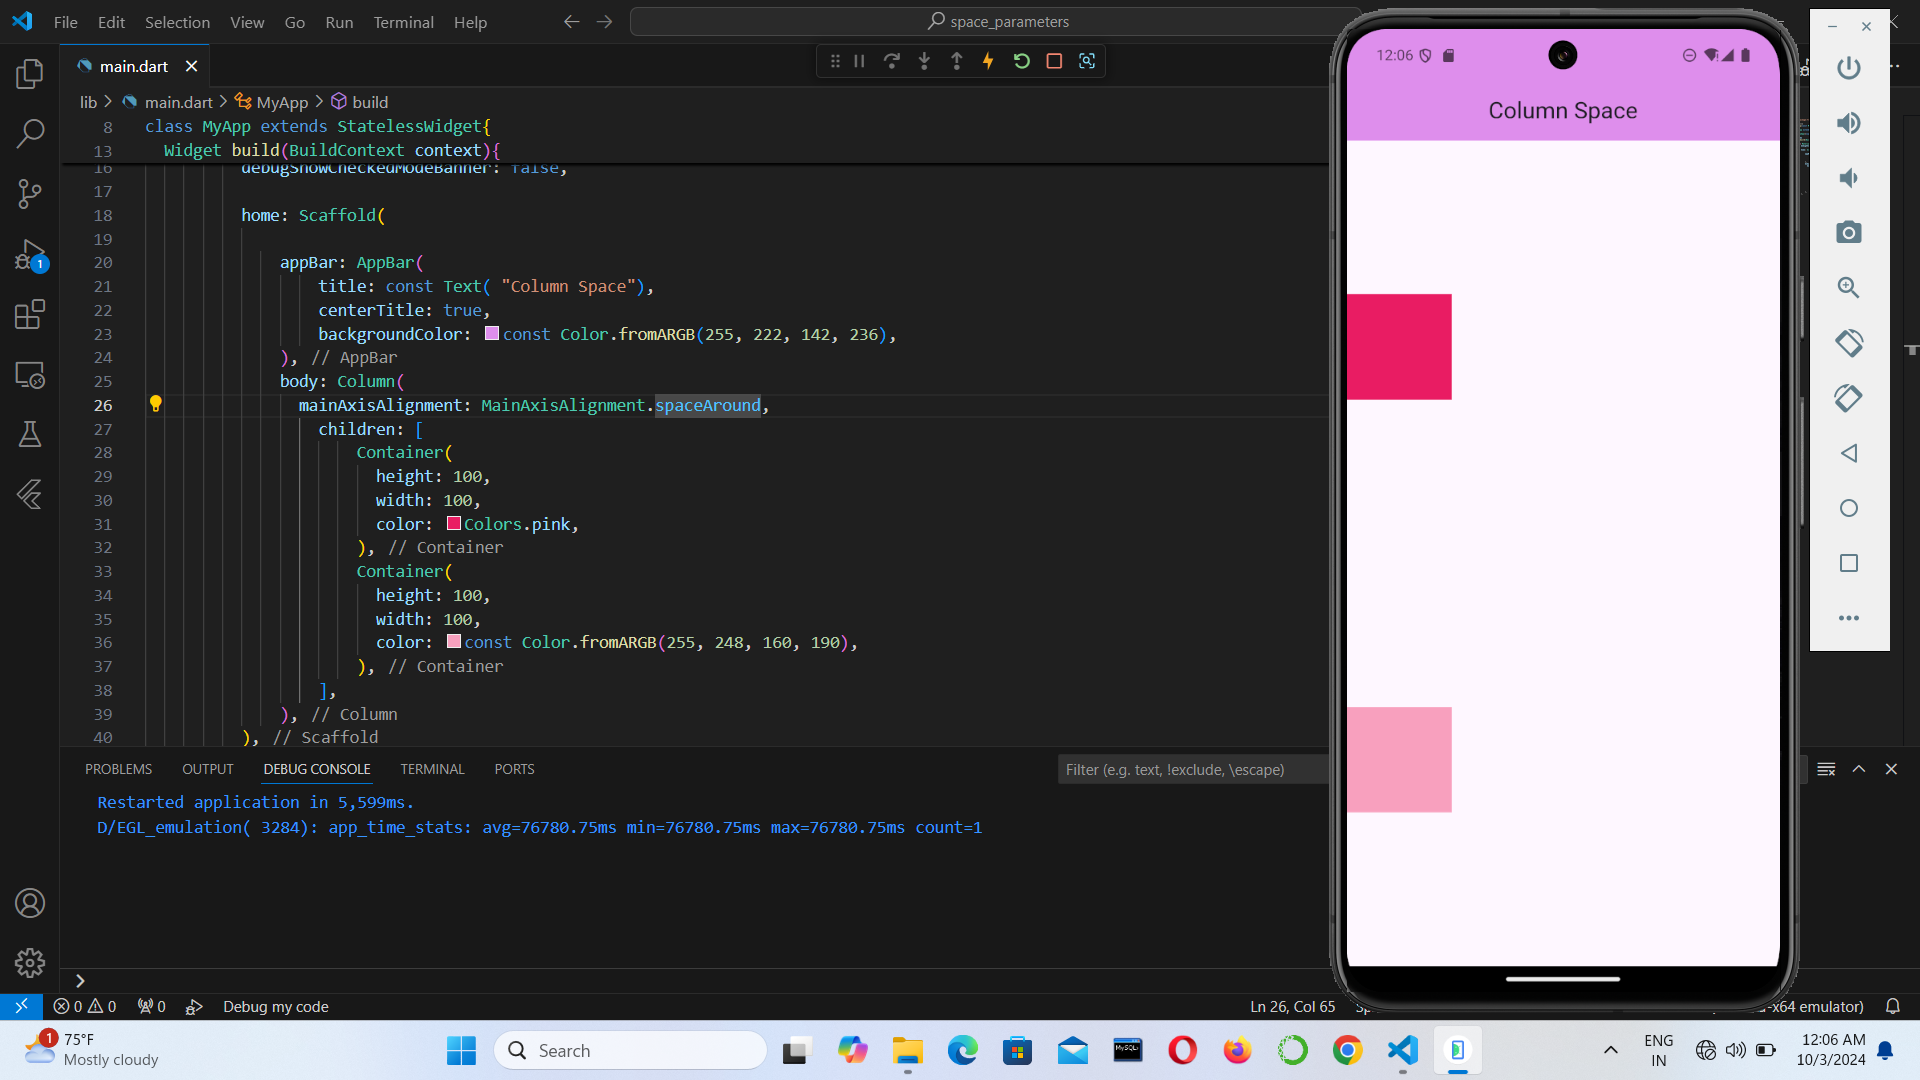 File Edit Selection View Go Run Terminal Help
space_parameters
main.dart
lib > main.dart > MyApp > build
8 class MyApp extends StatelessWidget{
13 Widget build(BuildContext context){
16 debugShowCheckedModeBanner: false,
17
18 home: Scaffold(
19
20 appBar: AppBar(
21 title: const Text( "Column Space"),
22 centerTitle: true,
23 backgroundColor: const Color.fromARGB(255, 222, 142, 236),
24 ), // AppBar
25 body: Column(
26 mainAxisAlignment: MainAxisAlignment.spaceAround,
27 children: [
28 Container(
29 height: 100,
30 width: 100,
31 color: Colors.pink,
32 ), // Container
33 Container(
34 height: 100,
35 width: 100,
36 color: const Color.fromARGB(255, 248, 160, 190),
37 ), // Container
38 ],
39 ), // Column
40 ), // Scaffold
PROBLEMS OUTPUT DEBUG CONSOLE TERMINAL PORTS
Filter (e.g. text, !exclude, \escape)
Restarted application in 5,599ms.
D/EGL_emulation( 3284): app_time_stats: avg=76780.75ms min=76780.75ms max=76780.75ms count=1
1
12:06
Column Space
0 0 0 Debug my code
Ln 26, Col 65
-x64 emulator)
1
75°F
Mostly cloudy
Search
MySQL
ENG
IN
12:06 AM
10/3/2024